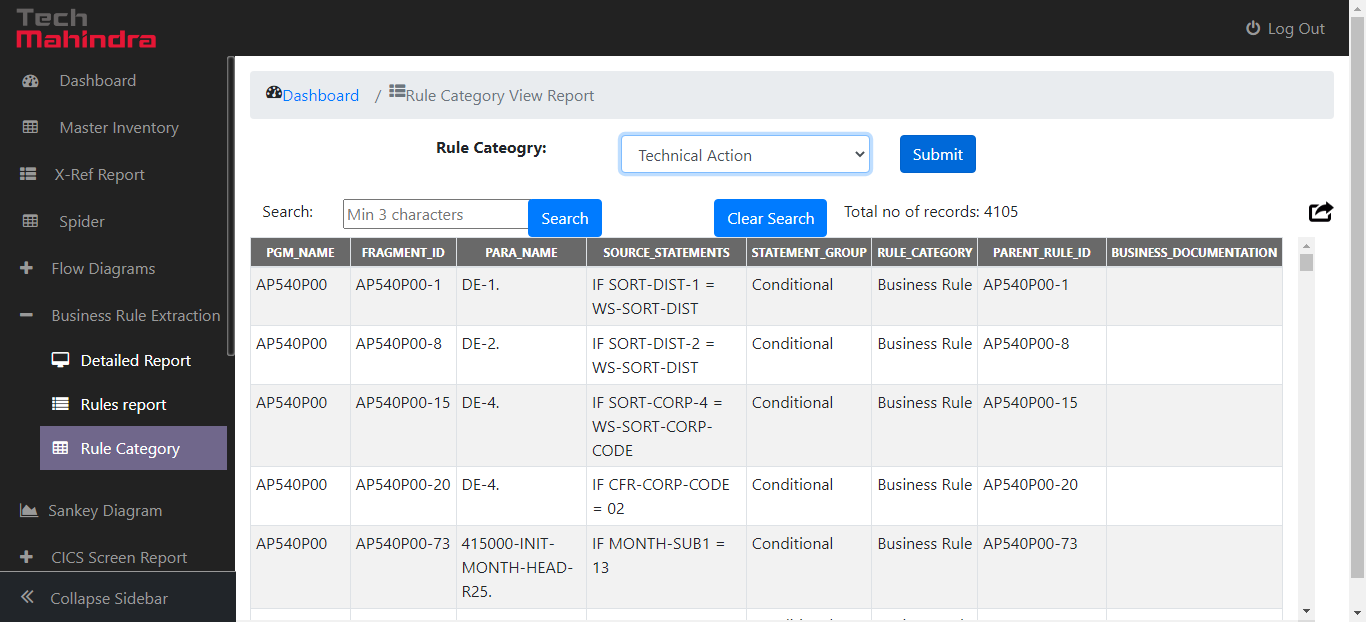 Tech
Mahindra
Log Out
Dashboard
Master Inventory
X-Ref Report
Spider
Flow Diagrams
Business Rule Extraction
Detailed Report
Rules report
Rule Category
Sankey Diagram
CICS Screen Report
Collapse Sidebar
Dashboard / Rule Category View Report
Rule Cateogry: Technical Action Submit
Search: Min 3 characters Search Clear Search Total no of records: 4105
PGM_NAME FRAGMENT_ID PARA_NAME SOURCE_STATEMENTS STATEMENT_GROUP RULE_CATEGORY PARENT_RULE_ID BUSINESS_DOCUMENTATION
AP540P00 AP540P00-1 DE-1. IF SORT-DIST-1 = Conditional Business Rule AP540P00-1
WS-SORT-DIST
AP540P00 AP540P00-8 DE-2. IF SORT-DIST-2 = Conditional Business Rule AP540P00-8
WS-SORT-DIST
AP540P00 AP540P00-15 DE-4. IF SORT-CORP-4 = Conditional Business Rule AP540P00-15
WS-SORT-CORP-
CODE
AP540P00 AP540P00-20 DE-4. IF CFR-CORP-CODE Conditional Business Rule AP540P00-20
= 02
AP540P00 AP540P00-73 415000-INIT- IF MONTH-SUB1 = Conditional Business Rule AP540P00-73
MONTH-HEAD- 13
R25.